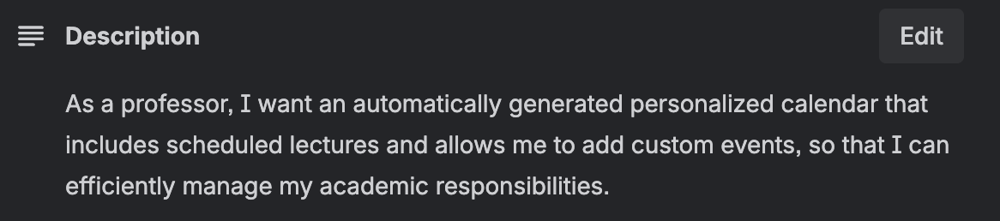 Description
Edit
As a professor, I want an automatically generated personalized calendar that
includes scheduled lectures and allows me to add custom events, so that I can
efficiently manage my academic responsibilities.